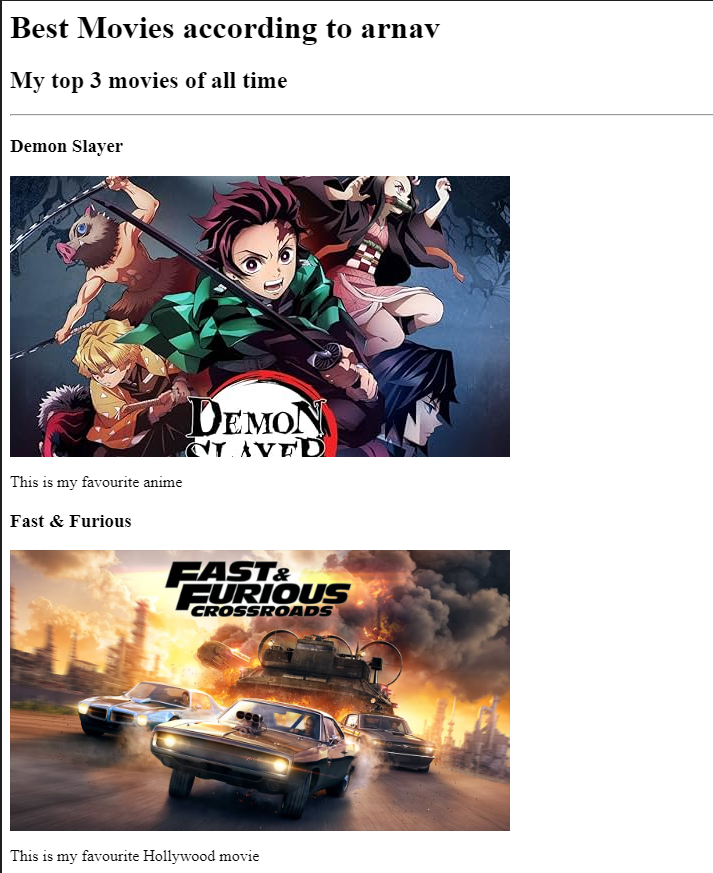 Best Movies according to arnav
My top 3 movies of all time
Demon Slayer
DEMON
SLAYER
This is my favourite anime
Fast & Furious
FAST &
FURIOUS
CROSSROADS
This is my favourite Hollywood movie